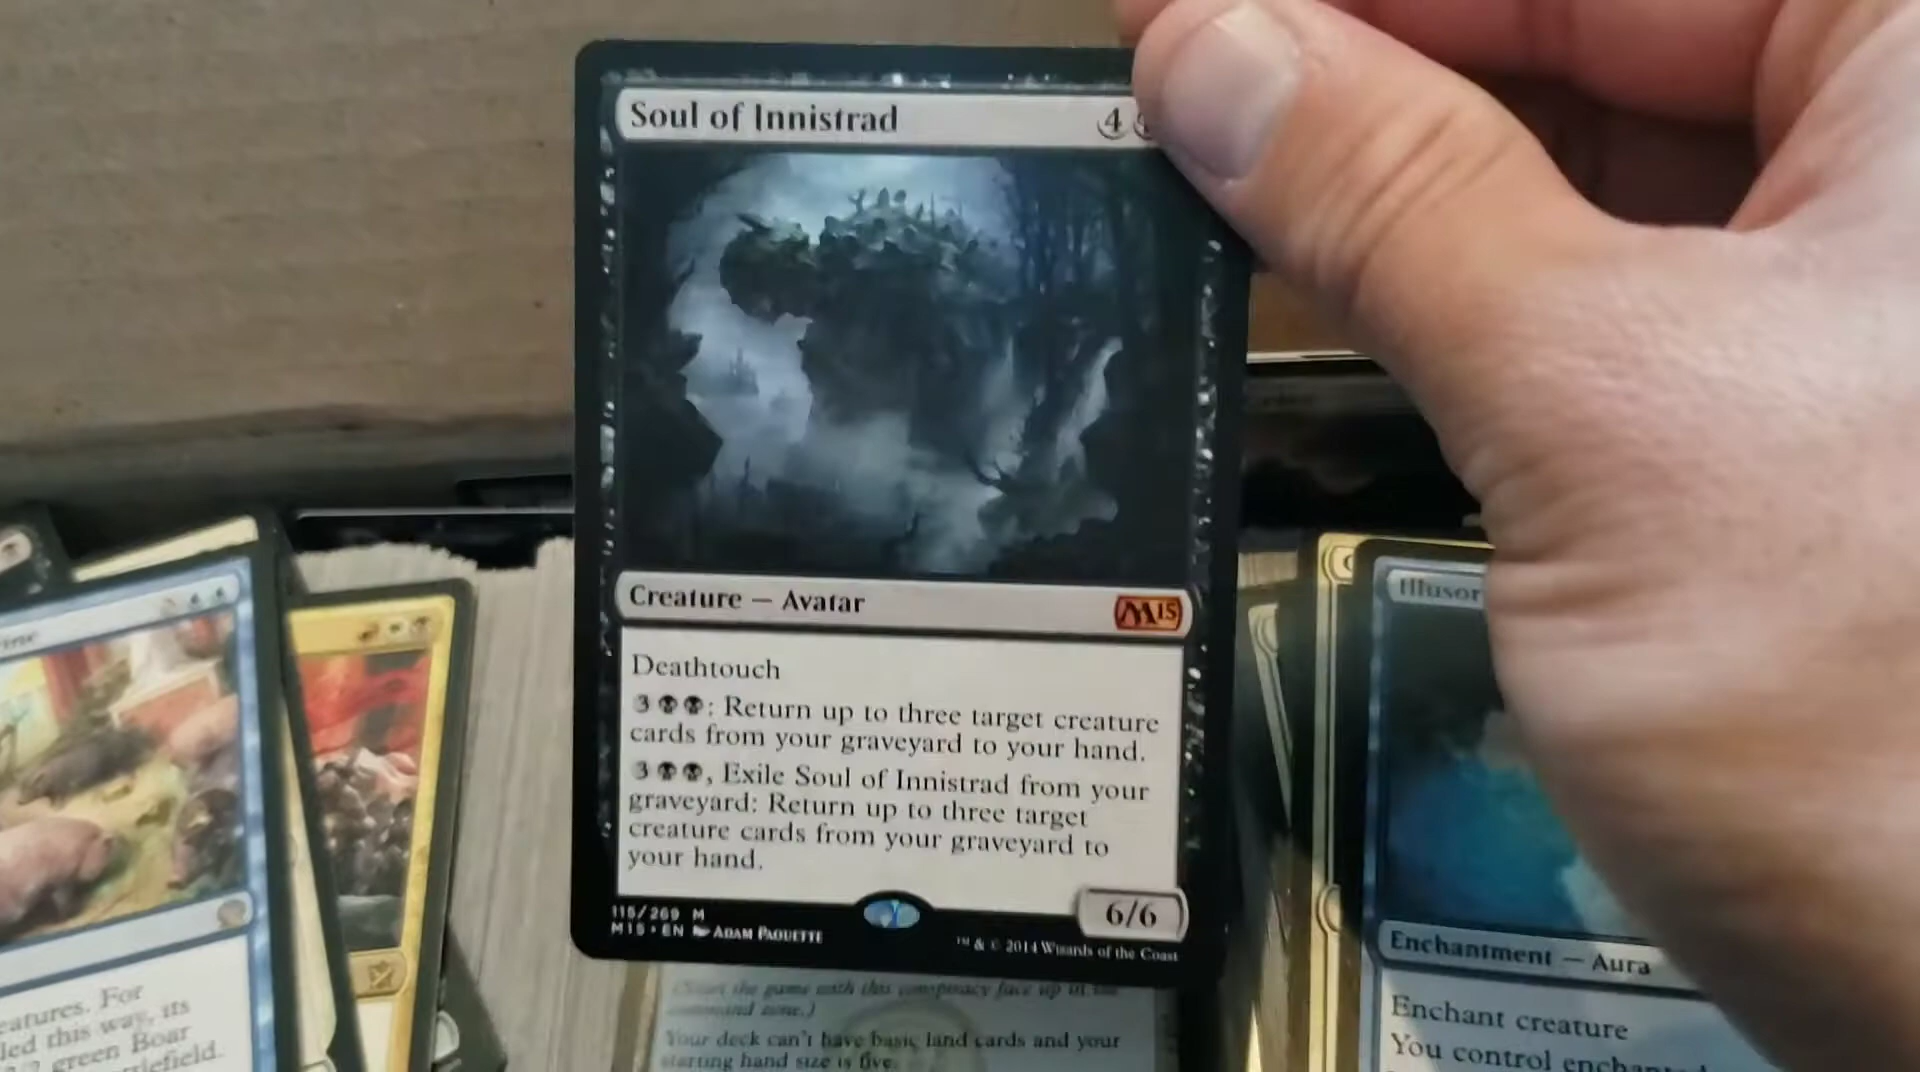 Soul of Innistrad 4
Creature — Avatar
M15
Deathtouch
3: Return up to three target creature
cards from your graveyard to your hand.
3, Exile Soul of Innistrad from your
graveyard: Return up to three target
creature cards from your graveyard to
your hand.
6/6
115/269 M
M15 • EN ADAM PAQUETTE
™ & © 2014 Wizards of the Coast
eatures. For
led this way, its
green Boar
ttlefield.
(Start the game with this conspiracy face up in the
command zone.)
Your deck can't have basic land cards and your
starting hand size is five.
Illusor
Enchantment — Aura
Enchant creature
You control enchanted